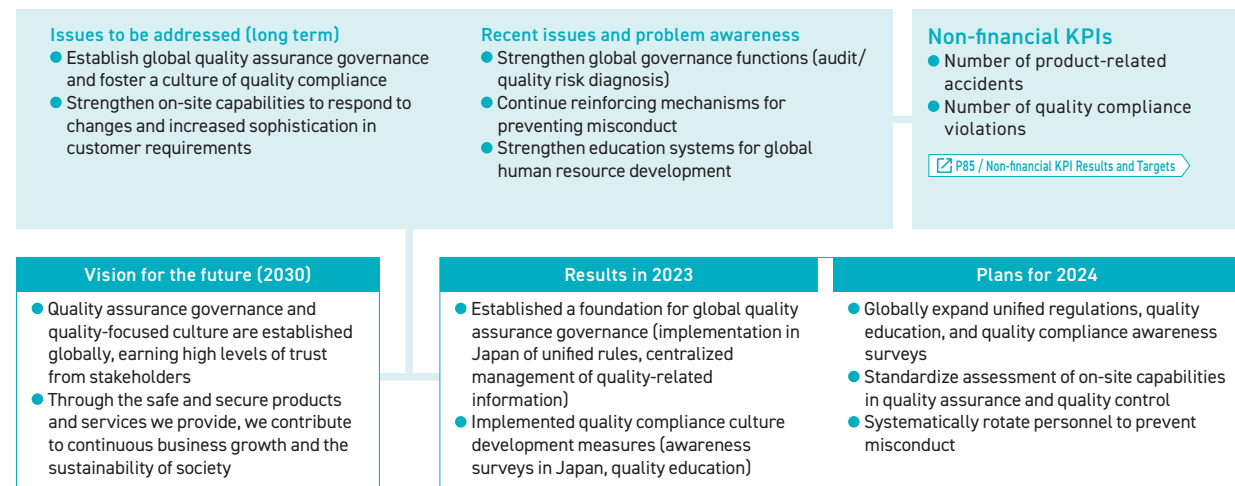 Issues to be addressed (long term)
● Establish global quality assurance governance
and foster a culture of quality compliance
● Strengthen on-site capabilities to respond to
changes and increased sophistication in
customer requirements
Recent issues and problem awareness
● Strengthen global governance functions (audit/
quality risk diagnosis)
● Continue reinforcing mechanisms for
preventing misconduct
● Strengthen education systems for global
human resource development
Non-financial KPIs
● Number of product-related
accidents
● Number of quality compliance
violations
P85 / Non-financial KPI Results and Targets
Vision for the future (2030)
● Quality assurance governance and
quality-focused culture are established
globally, earning high levels of trust
from stakeholders
● Through the safe and secure products
and services we provide, we contribute
to continuous business growth and the
sustainability of society
Results in 2023
● Established a foundation for global quality
assurance governance (implementation in
Japan of unified rules, centralized
management of quality-related
information)
● Implemented quality compliance culture
development measures (awareness
surveys in Japan, quality education)
Plans for 2024
● Globally expand unified regulations, quality
education, and quality compliance awareness
surveys
● Standardize assessment of on-site capabilities
in quality assurance and quality control
● Systematically rotate personnel to prevent
misconduct